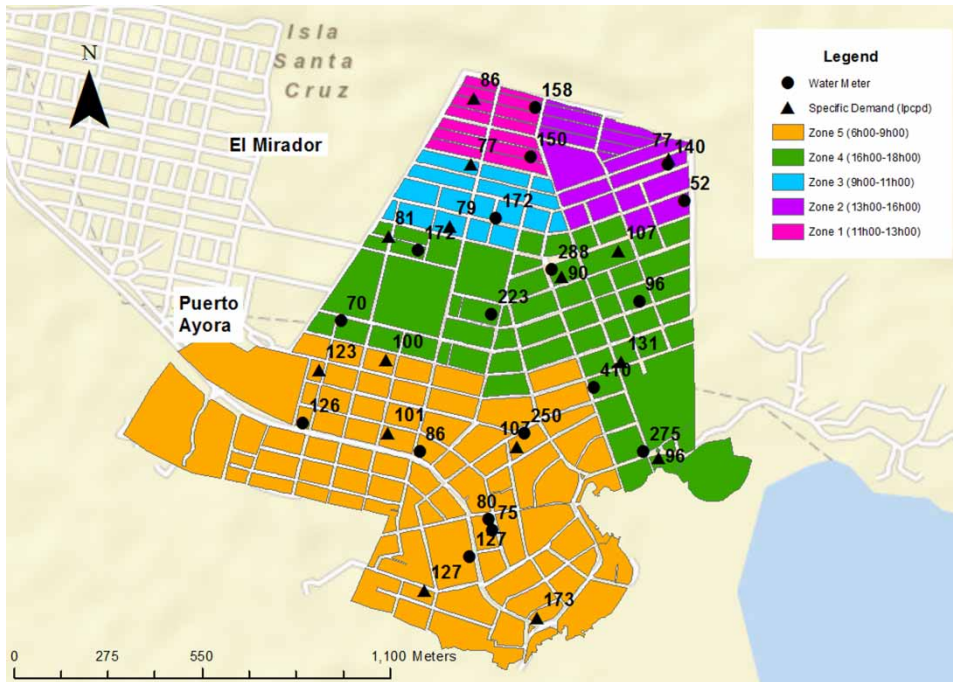 Isla
Santa
Cruz
N
El Mirador
Puerto
Ayora
Legend
Water Meter
Specific Demand (lpcpd)
Zone 5 (6h00-9h00)
Zone 4 (16h00-18h00)
Zone 3 (9h00-11h00)
Zone 2 (13h00-16h00)
Zone 1 (11h00-13h00)
86
158
150
77
140
77
52
172
79
81
172
107
288
90
96
223
70
100
123
131
410
126
101
86
250
107
275
96
80
75
127
127
173
0 275 550 1,100 Meters